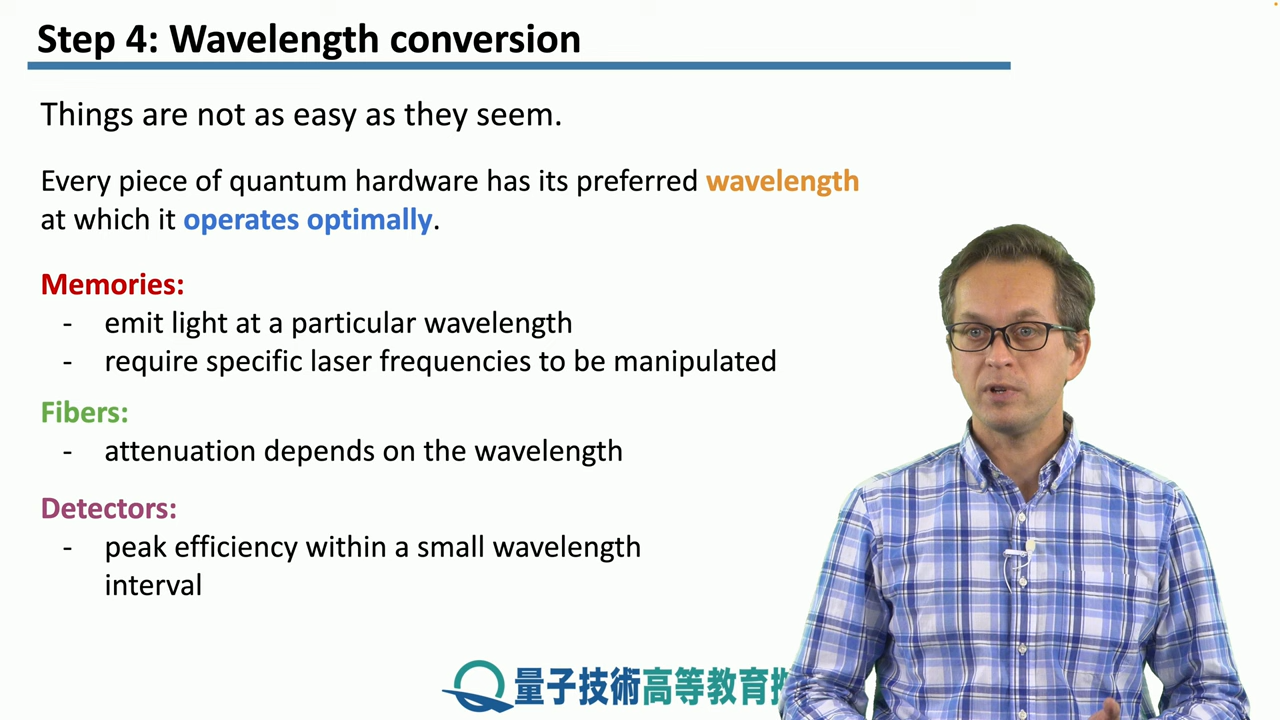 Step 4: Wavelength conversion
Things are not as easy as they seem.
Every piece of quantum hardware has its preferred wavelength
at which it operates optimally.
Memories:
- emit light at a particular wavelength
- require specific laser frequencies to be manipulated
Fibers:
- attenuation depends on the wavelength
Detectors:
- peak efficiency within a small wavelength
interval
量子技術高等教育